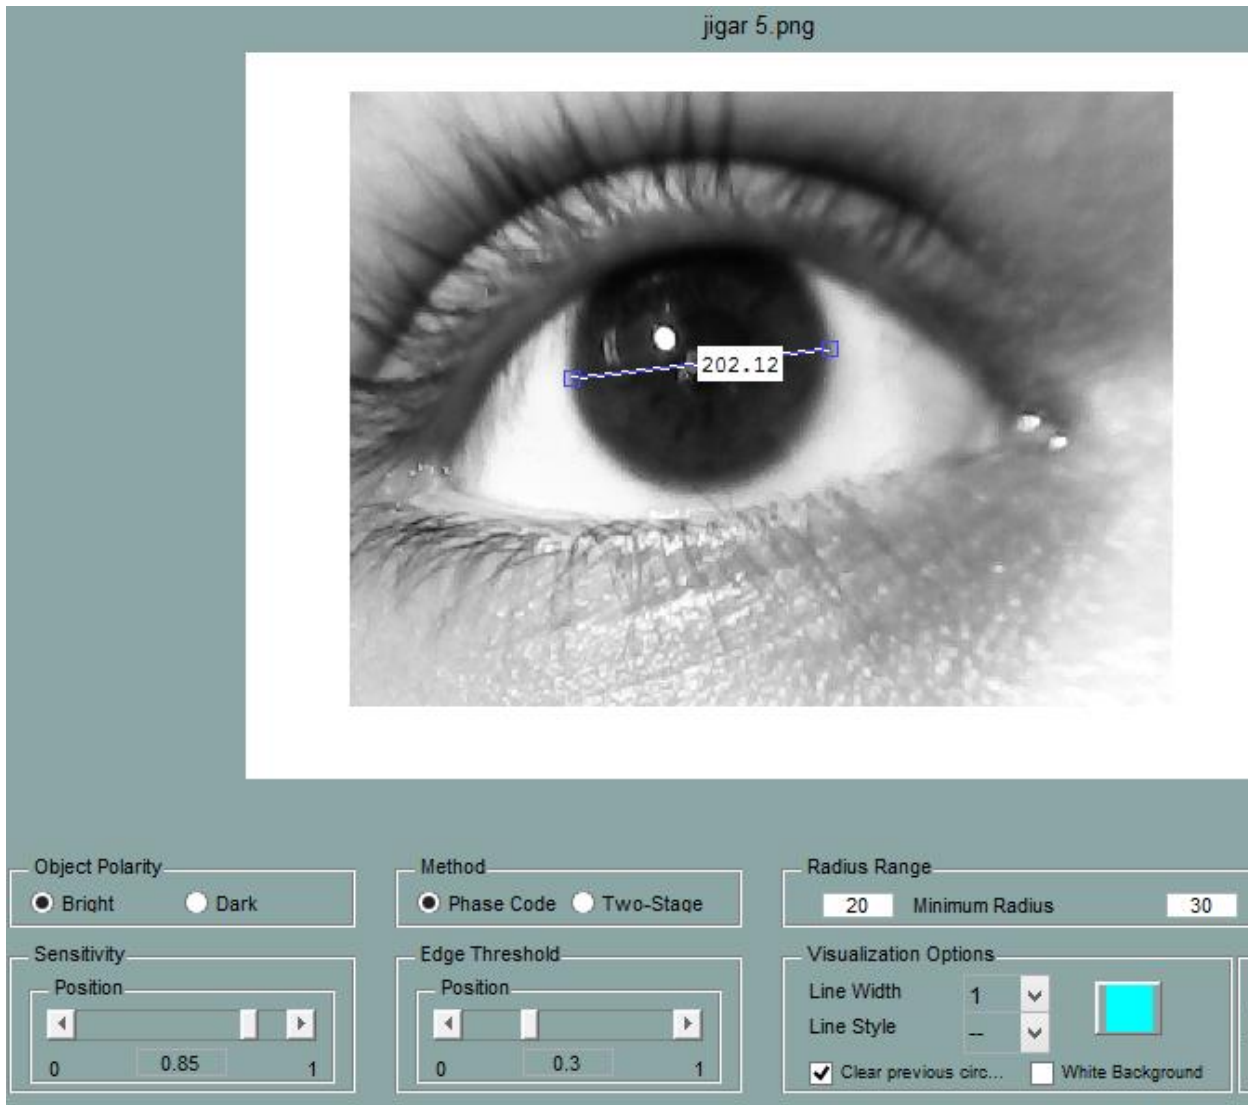 jigar 5.png
202.12
Object Polarity
Bright Dark
Method
Phase Code Two-Stage
Radius Range
20 Minimum Radius 30
Sensitivity
Position
0 0.85 1
Edge Threshold
Position
0 0.3 1
Visualization Options
Line Width 1
Line Style --
Clear previous circ... White Background